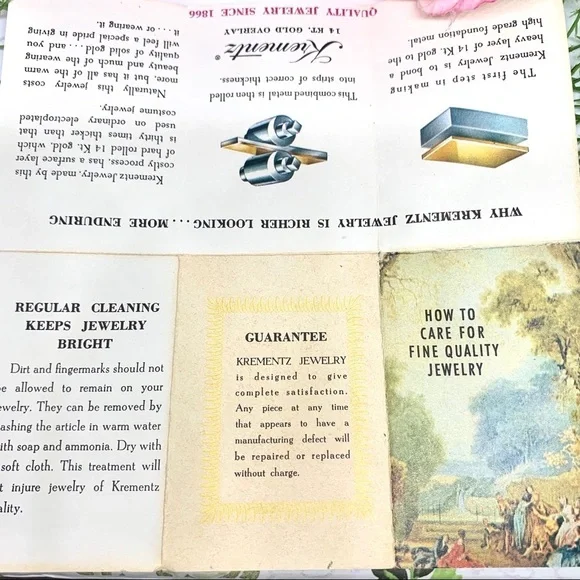 WHY KREMENTZ JEWELRY IS RICHER LOOKING....MORE ENDURING
The first step in making
Krementz Jewelry is to bond a
heavy layer of 14 Kt. gold to the
high grade foundation metal.
This combined metal is then rolled
into strips of correct thickness.
Krementz®
14 KT. GOLD OVERLAY
QUALITY JEWELRY SINCE 1866
Krementz Jewelry, made by this
costly process, has a surface layer
of hard rolled 14 Kt. gold, which
is thirty times thicker than that
used on ordinary electroplated
costume jewelry.
Naturally this jewelry costs
more, but it has all of the warm
beauty and much of the wearing
quality of solid gold...and you
will feel a special pride in giving
it...or wearing it.
REGULAR CLEANING
KEEPS JEWELRY
BRIGHT
Dirt and fingermarks should not
be allowed to remain on your
ewelry. They can be removed by
ashing the article in warm water
ith soap and ammonia. Dry with
soft cloth. This treatment will
t injure jewelry of Krementz
ality.
GUARANTEE
KREMENTZ JEWELRY
is designed to give
complete satisfaction.
Any piece at any time
that appears to have a
manufacturing defect will
be repaired or replaced
without charge.
HOW TO
CARE FOR
FINE QUALITY
JEWELRY